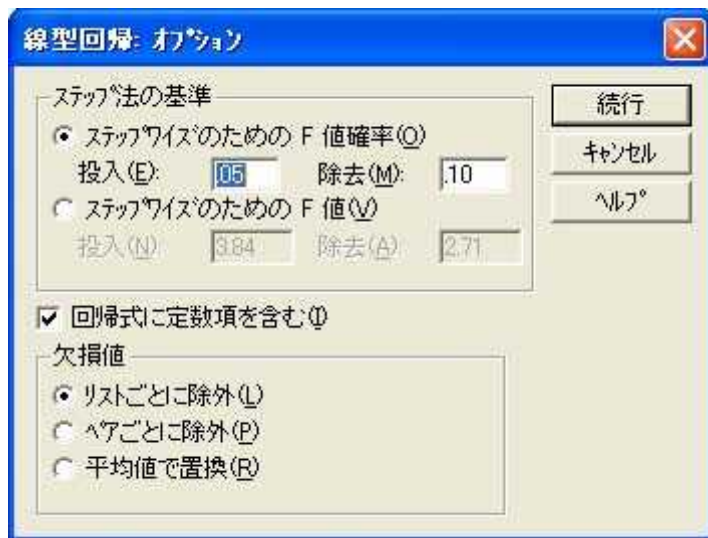 線型回帰: オプション
ステップ法の基準
ステップワイズのための F 値確率(O)
投入(E): .05 除去(M): .10
ステップワイズのための F 値(V)
投入(N): 3.84 除去(A): 2.71
回帰式に定数項を含む(I)
欠損値
リストごとに除外(L)
ペアごとに除外(P)
平均値で置換(R)
続行
キャンセル
ヘルプ